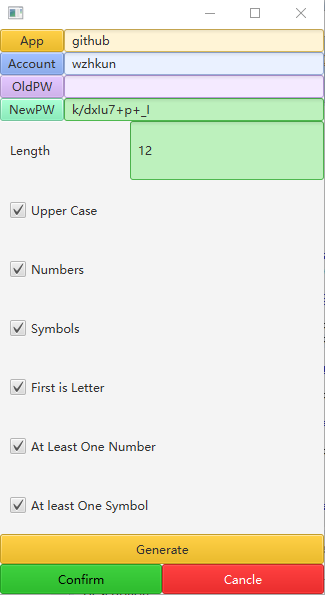 App github
Account wzhkun
OldPW
NewPW k/dxlu7+p+_I
Length 12
Upper Case
Numbers
Symbols
First is Letter
At Least One Number
At least One Symbol
Generate
Confirm Cancle